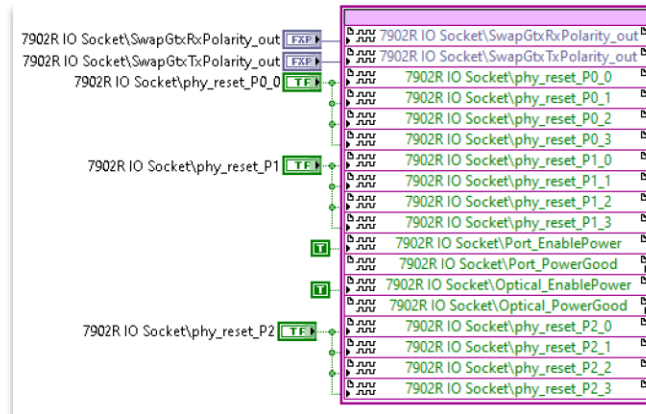 7902R IO Socket\SwapGtxRxPolarity_out FXP
7902R IO Socket\SwapGtxTxPolarity_out FXP
7902R IO Socket\phy_reset_P0_0 TF
7902R IO Socket\phy_reset_P1 TF
T
T
7902R IO Socket\phy_reset_P2 TF
7902R IO Socket\SwapGtxRxPolarity_out
7902R IO Socket\SwapGtxTxPolarity_out
7902R IO Socket\phy_reset_P0_0
7902R IO Socket\phy_reset_P0_1
7902R IO Socket\phy_reset_P0_2
7902R IO Socket\phy_reset_P0_3
7902R IO Socket\phy_reset_P1_0
7902R IO Socket\phy_reset_P1_1
7902R IO Socket\phy_reset_P1_2
7902R IO Socket\phy_reset_P1_3
7902R IO Socket\Port_EnablePower
7902R IO Socket\Port_PowerGood
7902R IO Socket\Optical_EnablePower
7902R IO Socket\Optical_PowerGood
7902R IO Socket\phy_reset_P2_0
7902R IO Socket\phy_reset_P2_1
7902R IO Socket\phy_reset_P2_2
7902R IO Socket\phy_reset_P2_3